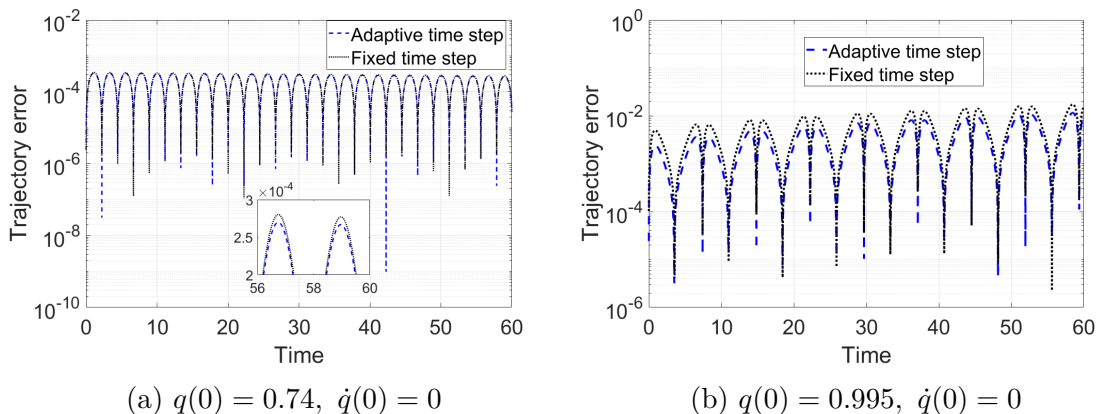 10^{-2}
10^{-4}
10^{-6}
10^{-8}
10^{-10}
Trajectory error
Adaptive time step
Fixed time step
3 ×10^{-4}
2.5
2
56 58 60
0 10 20 30 40 50 60
Time
(a) q(0) = 0.74, q̇(0) = 0
10^{0}
10^{-2}
10^{-4}
10^{-6}
Trajectory error
Adaptive time step
Fixed time step
0 10 20 30 40 50 60
Time
(b) q(0) = 0.995, q̇(0) = 0